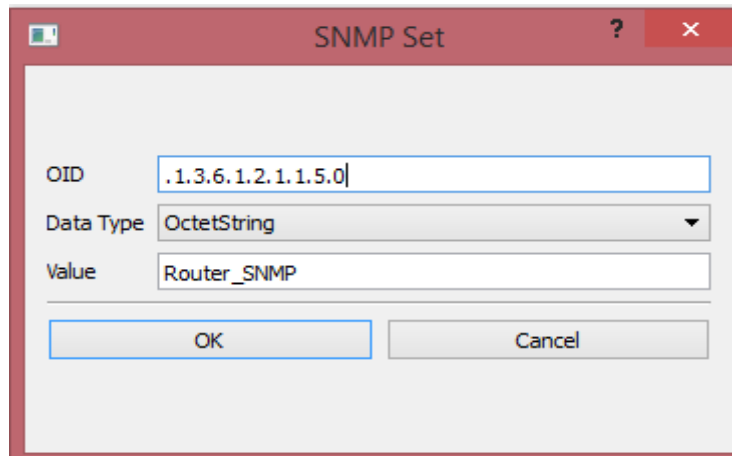 SNMP Set
?
×
OID .1.3.6.1.2.1.1.5.0
Data Type OctetString
Value Router_SNMP
OK Cancel